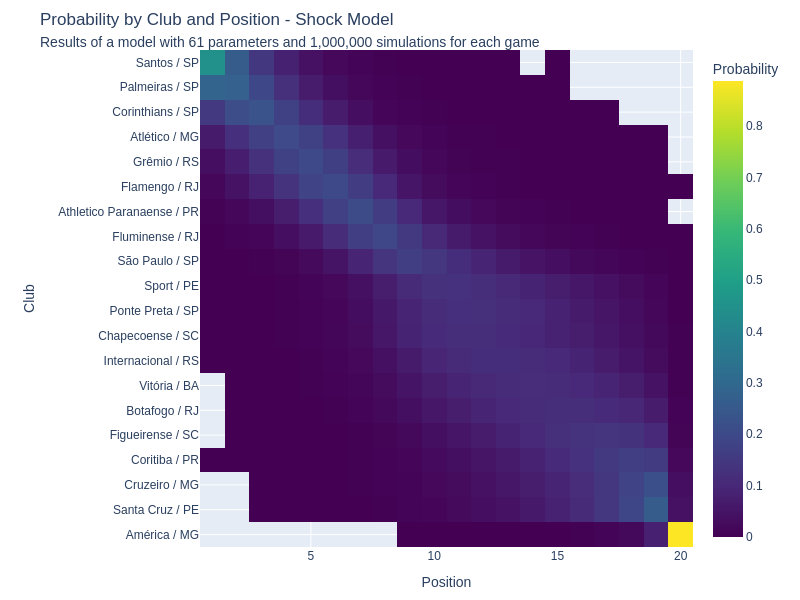 Probability by Club and Position - Shock Model
Results of a model with 61 parameters and 1,000,000 simulations for each game
Probability
Santos / SP
Palmeiras / SP
Corinthians / SP
Atlético / MG
Grêmio / RS
Flamengo / RJ
Athletico Paranaense / PR
Fluminense / RJ
São Paulo / SP
Sport / PE
Ponte Preta / SP
Chapecoense / SC
Internacional / RS
Vitória / BA
Botafogo / RJ
Figueirense / SC
Coritiba / PR
Cruzeiro / MG
Santa Cruz / PE
América / MG
Club
5
10
15
20
Position
0.8
0.7
0.6
0.5
0.4
0.3
0.2
0.1
0